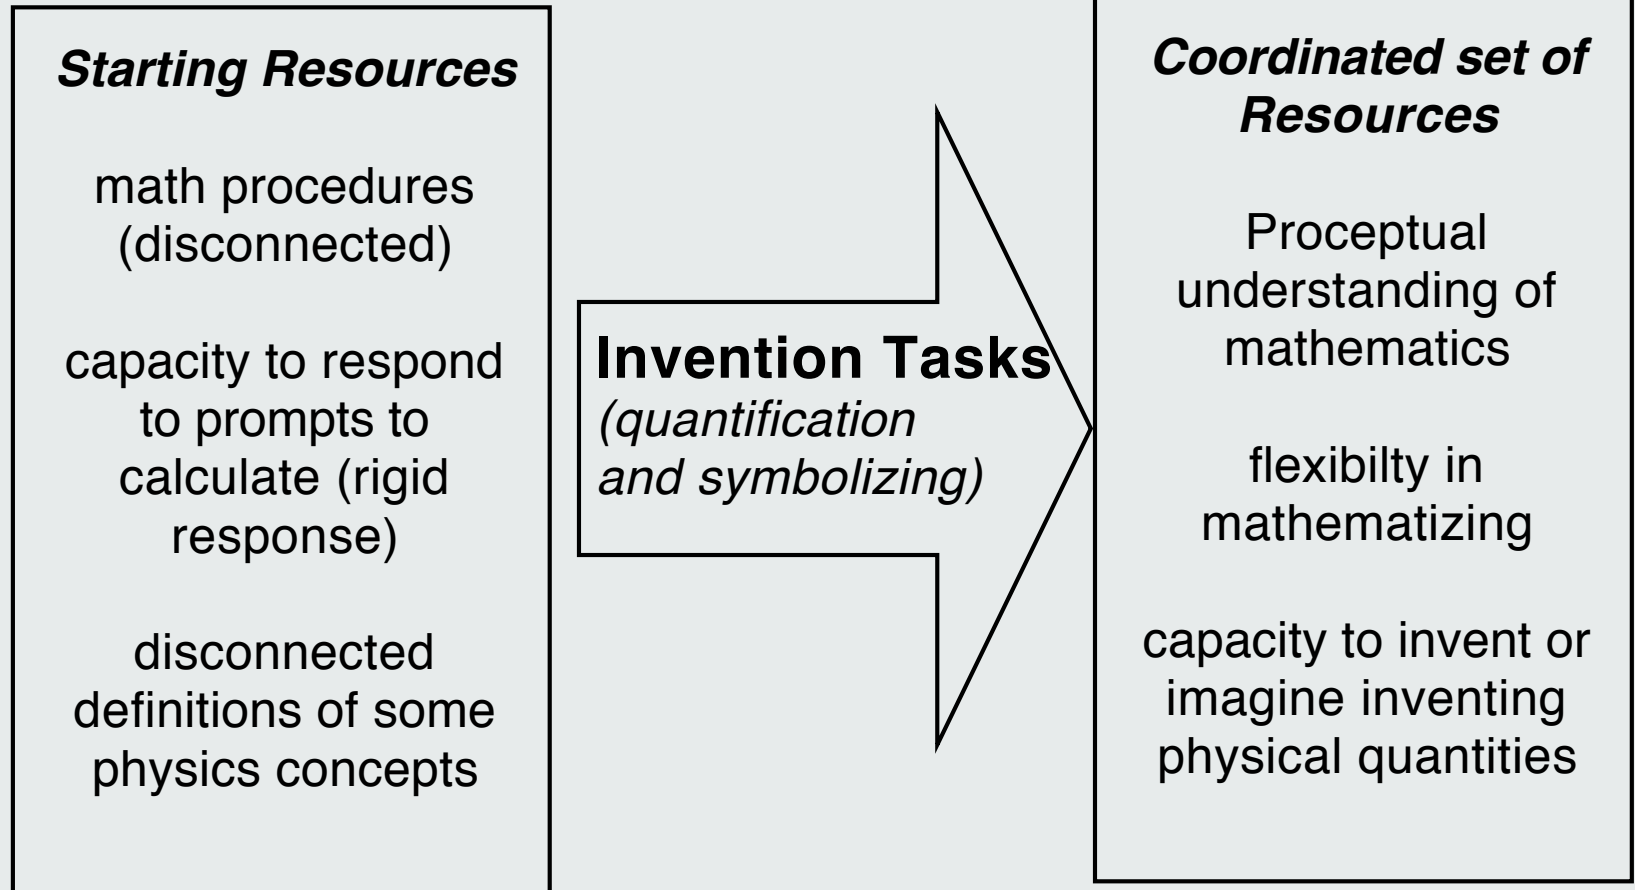 Starting Resources
math procedures
(disconnected)
capacity to respond
to prompts to
calculate (rigid
response)
disconnected
definitions of some
physics concepts
Invention Tasks
(quantification
and symbolizing)
Coordinated set of
Resources
Proceptual
understanding of
mathematics
flexibilty in
mathematizing
capacity to invent or
imagine inventing
physical quantities